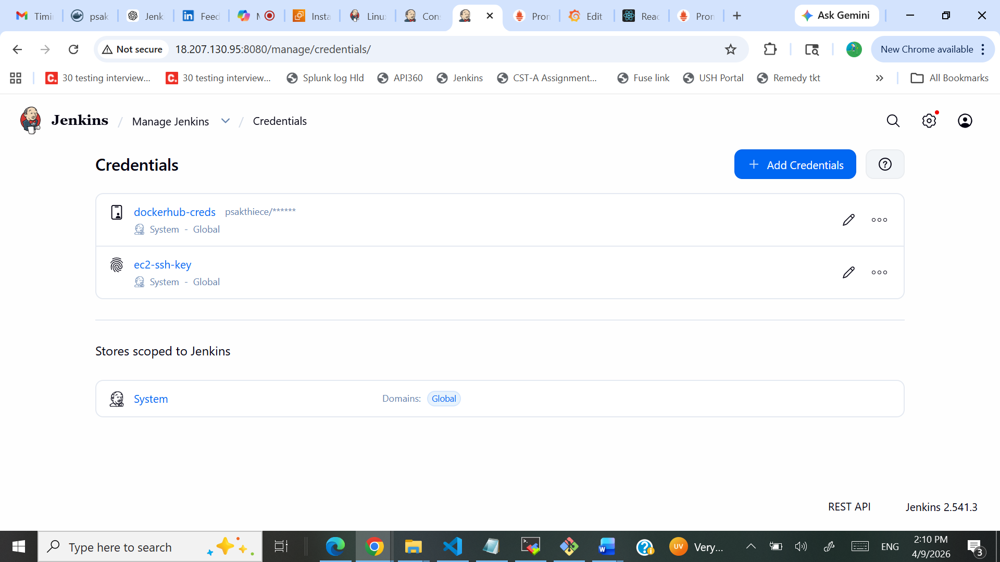 Timi
psak
Jenk
Feed
Insta
Linu
Con
Pron
Edit
Reac
Pron
Ask Gemini
Not secure
18.207.130.95:8080/manage/credentials/
New Chrome available
30 testing interview...
30 testing interview...
Splunk log Hld
API360
Jenkins
CST-A Assignment...
Fuse link
USH Portal
Remedy tkt
All Bookmarks
Jenkins / Manage Jenkins / Credentials
Credentials
+ Add Credentials
dockerhub-creds psakthiece/******
System - Global
ec2-ssh-key
System - Global
Stores scoped to Jenkins
System Domains: Global
REST API Jenkins 2.541.3
Type here to search
UV Very...
ENG
2:10 PM
4/9/2026
3